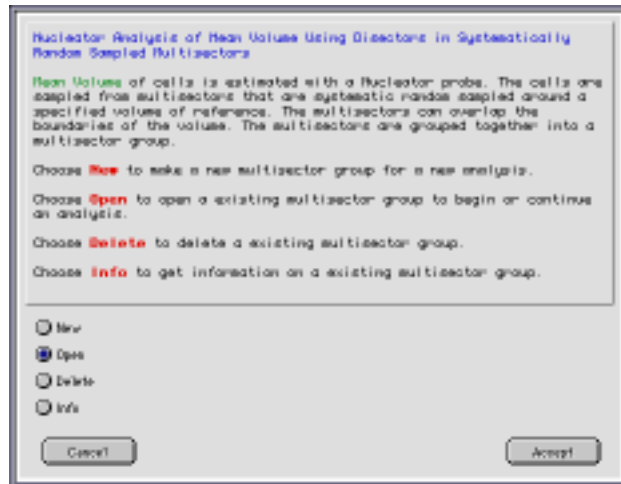 Nucleator Analysis of Mean Volume Using Disectors in Systematically
Random Sampled Multisectors
Mean Volume of cells is estimated with a Nucleator probe. The cells are
sampled from multisectors that are systematic random sampled around a
specified volume of reference. The multisectors can overlap the
boundaries of the volume. The multisectors are grouped together into a
multisector group.
Choose New to make a new multisector group for a new analysis.
Choose Open to open a existing multisector group to begin or continue
an analysis.
Choose Delete to delete a existing multisector group.
Choose Info to get information on a existing multisector group.
New
Open
Delete
Info
Cancel
Accept